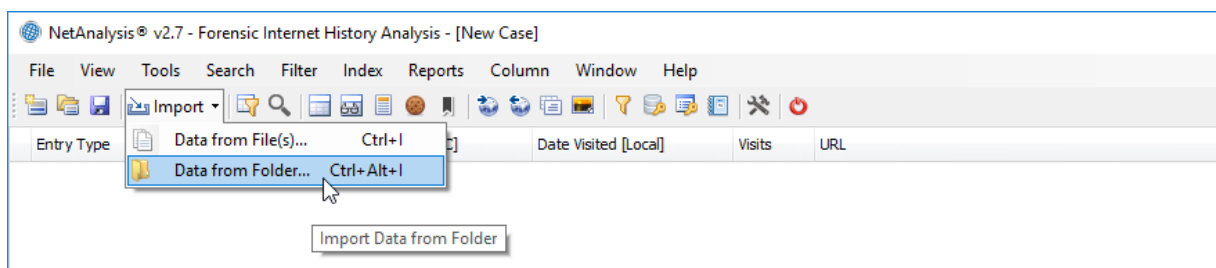 NetAnalysis® v2.7 - Forensic Internet History Analysis - [New Case]
File View Tools Search Filter Index Reports Column Window Help
Import
Entry Type Date Visited [Local] Visits URL
Data from File(s)... Ctrl+I
Data from Folder... Ctrl+Alt+I
Import Data from Folder